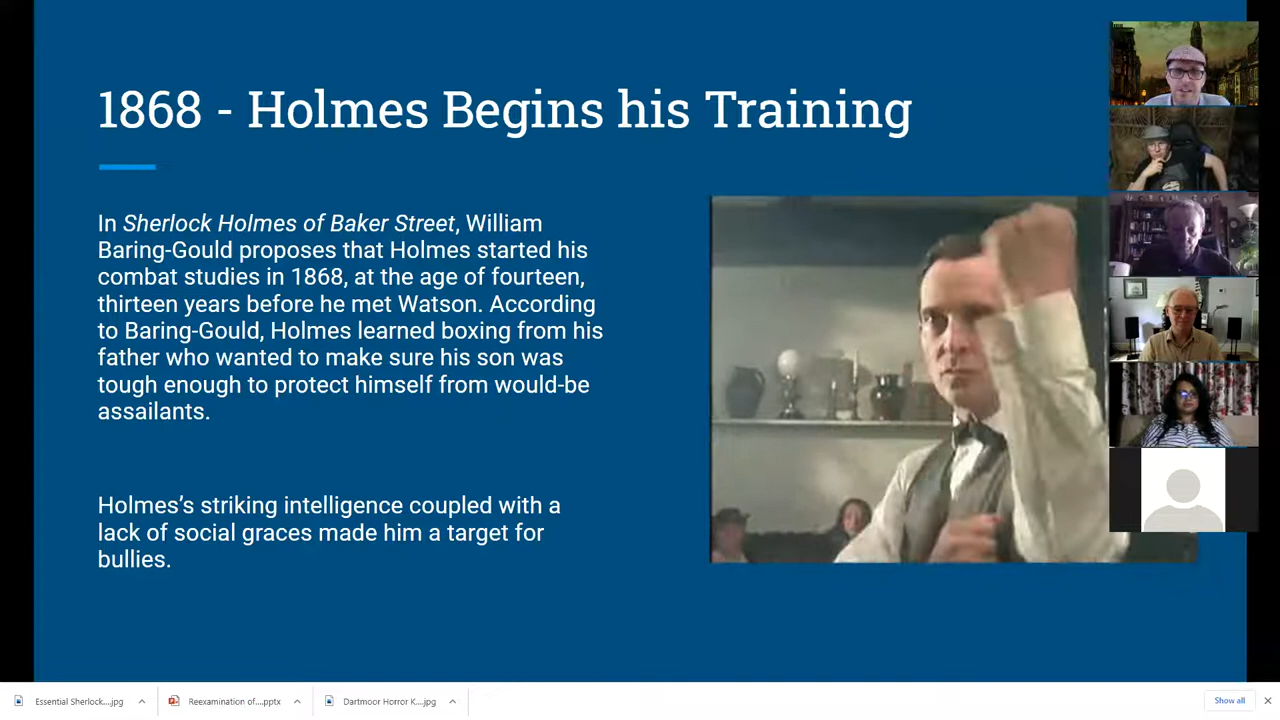 1868 - Holmes Begins his Training
In Sherlock Holmes of Baker Street, William
Baring-Gould proposes that Holmes started his
combat studies in 1868, at the age of fourteen,
thirteen years before he met Watson. According
to Baring-Gould, Holmes learned boxing from his
father who wanted to make sure his son was
tough enough to protect himself from would-be
assailants.
Holmes’s striking intelligence coupled with a
lack of social graces made him a target for
bullies.
Essential Sherlock....jpg
Reexamination of....pptx
Dartmoor Horror K....jpg
Show all